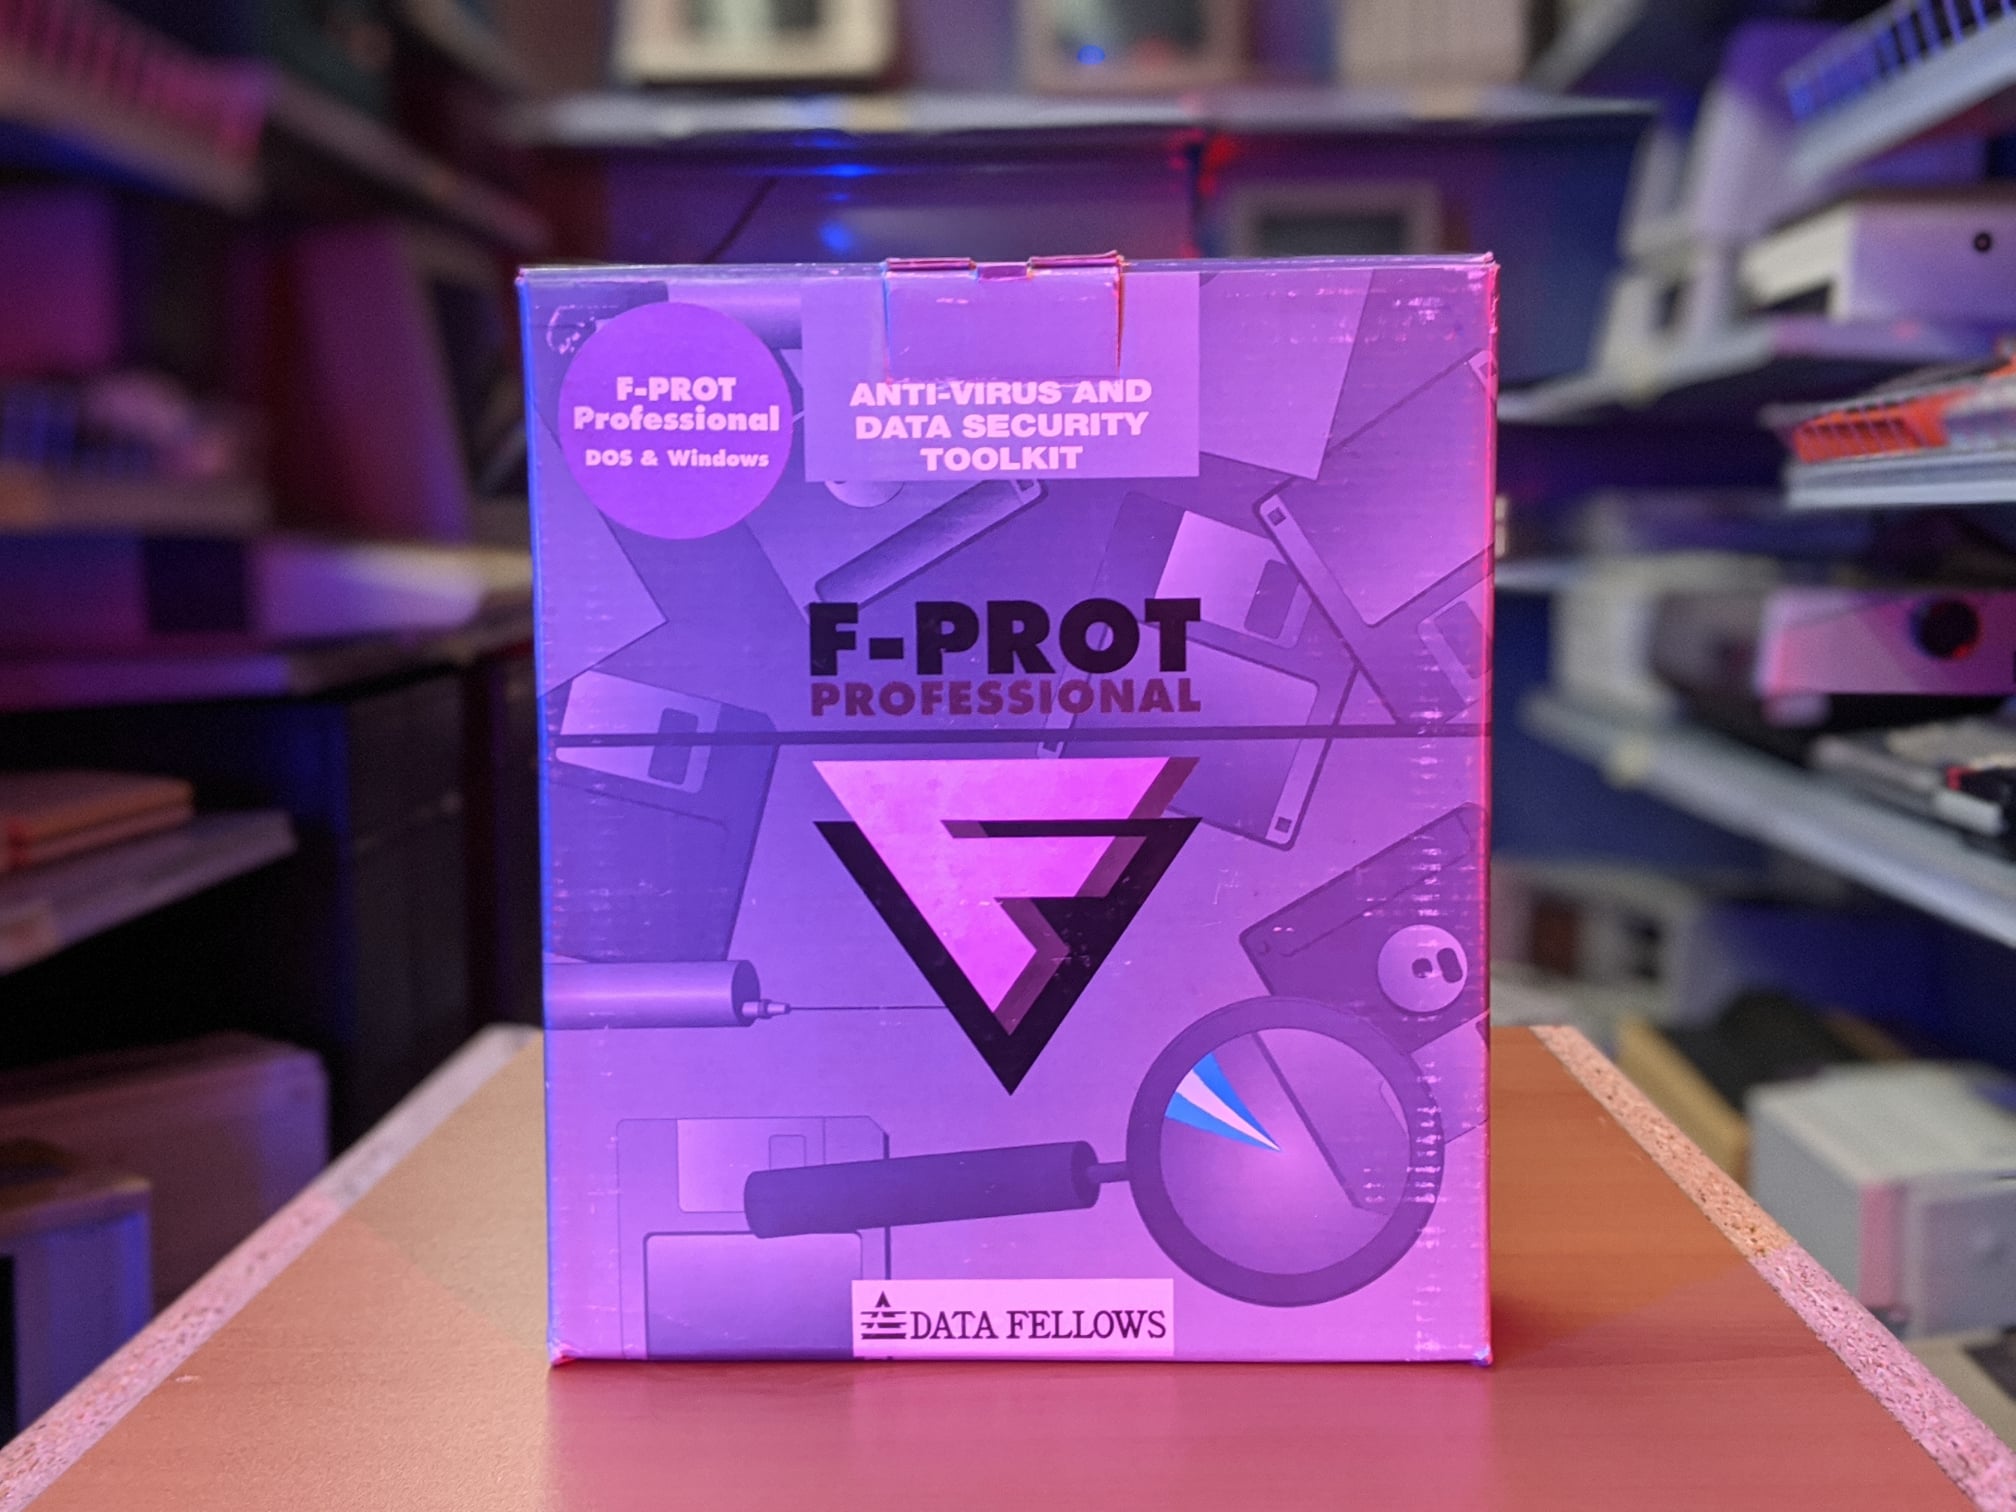 F-PROT
Professional
DOS & Windows
ANTI-VIRUS AND
DATA SECURITY
TOOLKIT
F-PROT
PROFESSIONAL
DATA FELLOWS